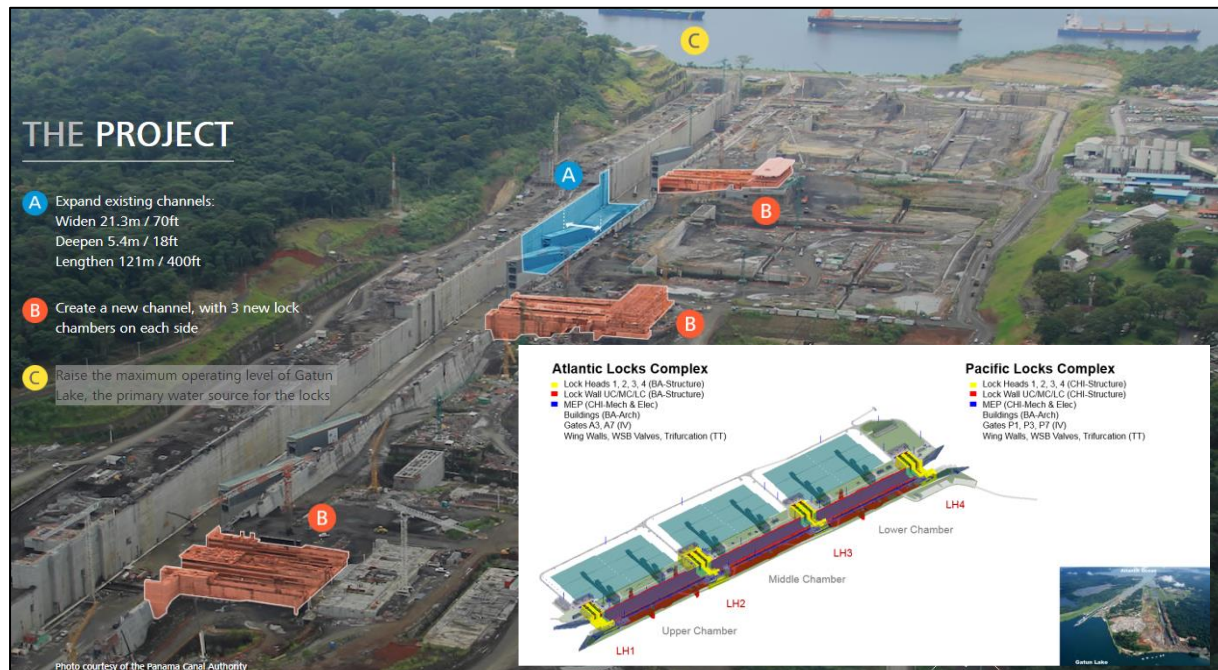 THE PROJECT
A
Expand existing channels:
Widen 21.3m / 70ft
Deepen 5.4m / 18ft
Lengthen 121m / 400ft
B
Create a new channel, with 3 new lock
chambers on each side
C
Raise the maximum operating level of Gatun
Lake, the primary water source for the locks
C
A
B
B
B
Photo courtesy of the Panama Canal Authority
Atlantic Locks Complex
Lock Heads 1, 2, 3, 4 (BA-Structure)
Lock Wall UC/MC/LC (BA-Structure)
MEP (CHI-Mech & Elec)
Buildings (BA-Arch)
Gates A3, A7 (IV)
Wing Walls, WSB Valves, Trifurcation (TT)
Pacific Locks Complex
Lock Heads 1, 2, 3, 4 (CHI-Structure)
Lock Wall UC/MC/LC (CHI-Structure)
MEP (CHI-Mech & Elec)
Buildings (BA-Arch)
Gates P1, P3, P7 (IV)
Wing Walls, WSB Valves, Trifurcation (TT)
LH4
Lower Chamber
LH3
Middle Chamber
LH2
Upper Chamber
LH1
Atlantic Ocean
Gatun Lake